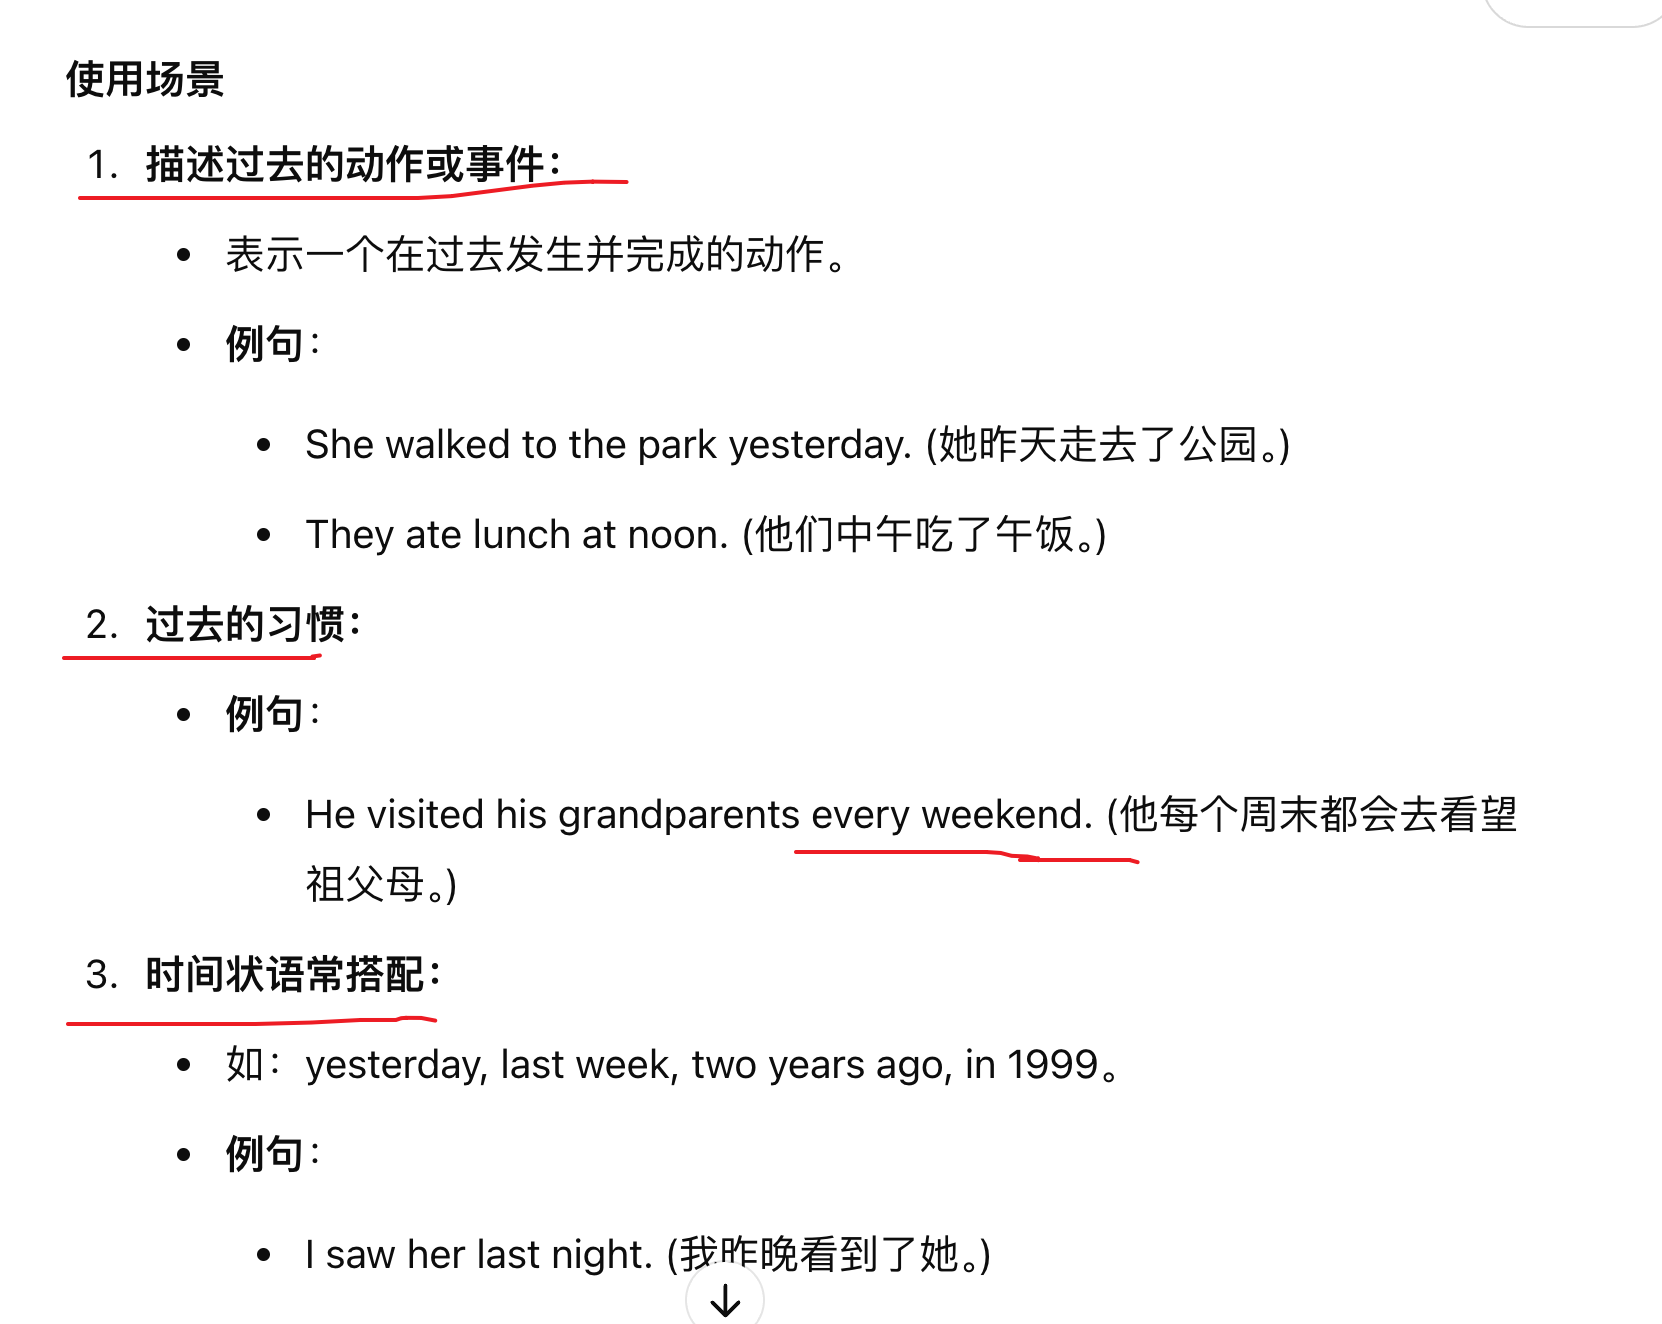 使用场景
1. 描述过去的动作或事件：
• 表示一个在过去发生并完成的动作。
• 例句：
• She walked to the park yesterday. (她昨天走去了公园。)
• They ate lunch at noon. (他们中午吃了午饭。)
2. 过去的习惯：
• 例句：
• He visited his grandparents every weekend. (他每个周末都会去看望
祖父母。)
3. 时间状语常搭配：
• 如：yesterday, last week, two years ago, in 1999。
• 例句：
• I saw her last night. (我昨晚看到了她。)